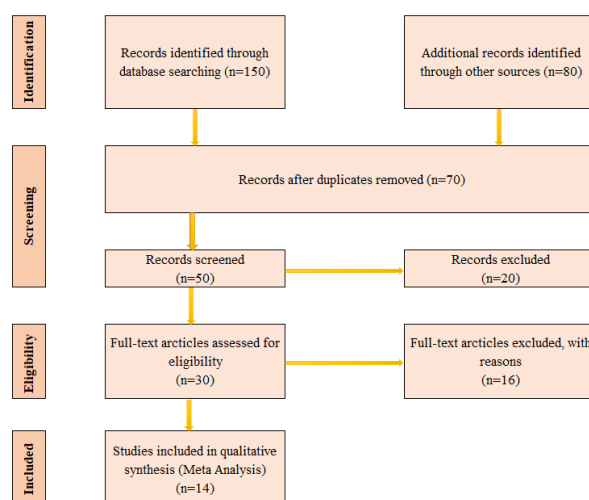 Identification
Records identified through
database searching (n=150)
Additional records identified
through other sources (n=80)
Screening
Records after duplicates removed (n=70)
Records screened
(n=50)
Records excluded
(n=20)
Eligibility
Full-text arcticles assessed for
eligibility
(n=30)
Full-text arcticles excluded, with
reasons
(n=16)
Included
Studies included in qualitative
synthesis (Meta Analysis)
(n=14)